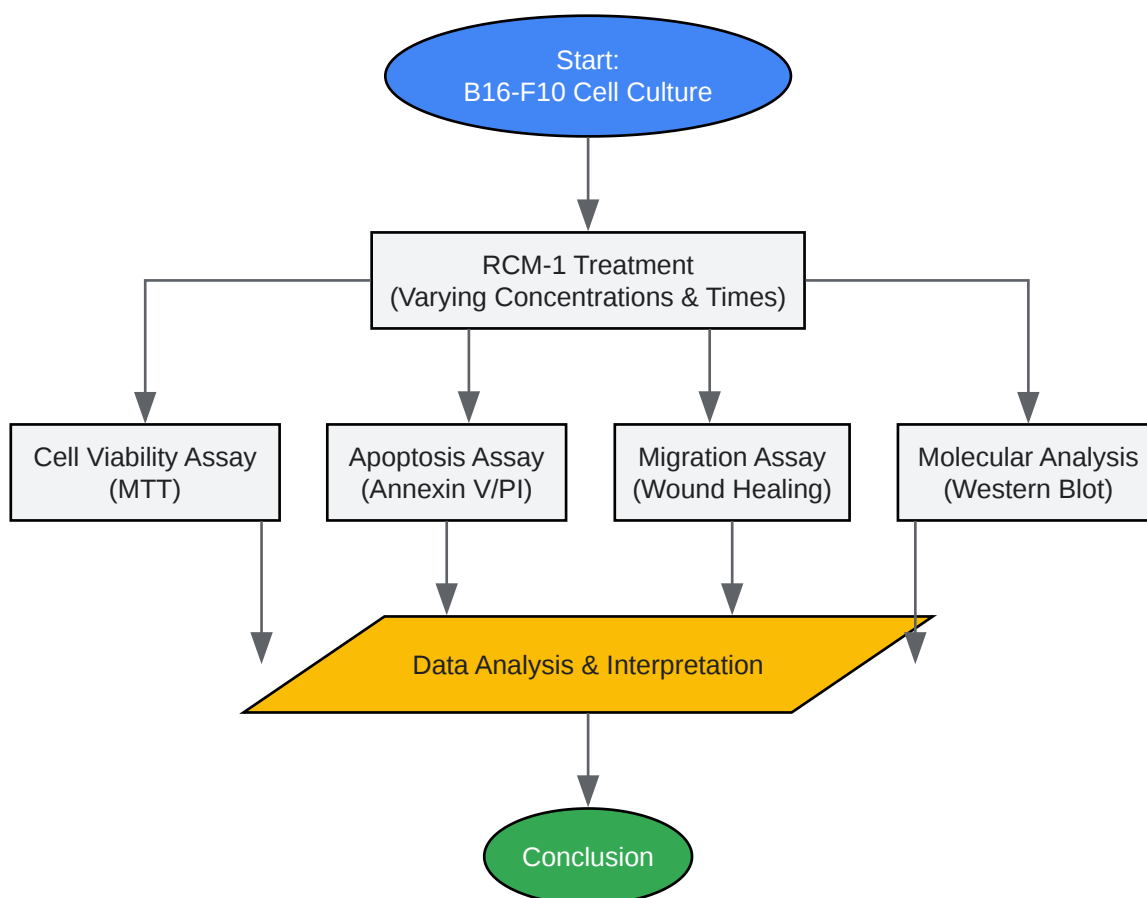 Start:
B16-F10 Cell Culture
RCM-1 Treatment
(Varying Concentrations & Times)
Cell Viability Assay
(MTT)
Apoptosis Assay
(Annexin V/PI)
Migration Assay
(Wound Healing)
Molecular Analysis
(Western Blot)
Data Analysis & Interpretation
Conclusion